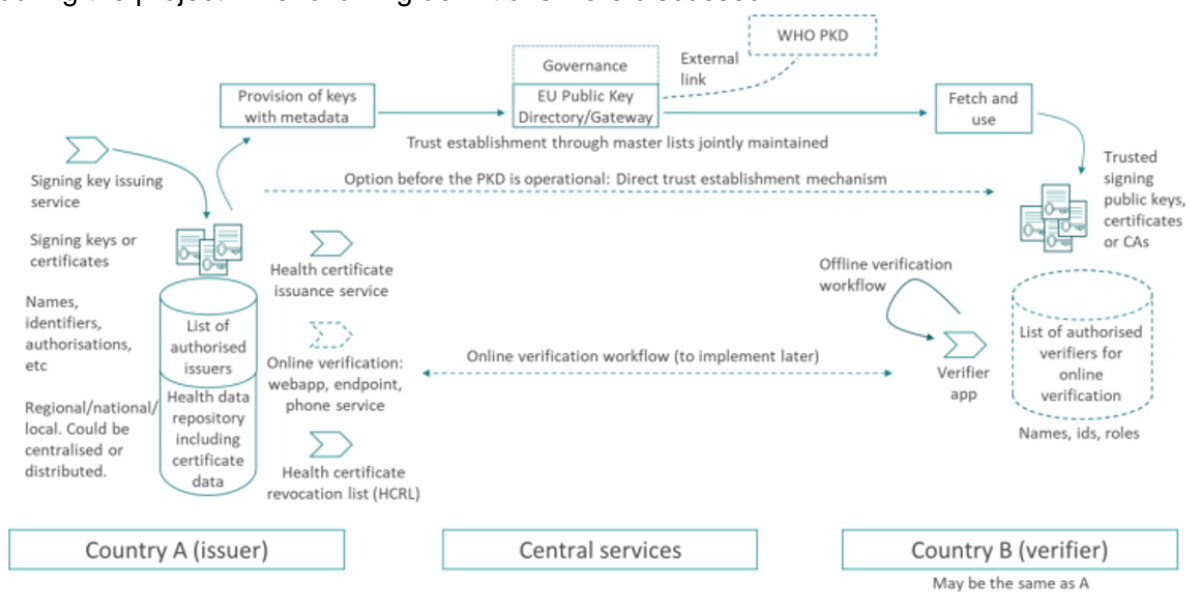 WHO PKD
Governance
External
link
Provision of keys
with metadata
EU Public Key
Directory/Gateway
Fetch and
use
Trust establishment through master lists jointly maintained
Signing key issuing
service
Option before the PKD is operational: Direct trust establishment mechanism
Trusted
signing
public keys,
certificates
or CAs
Signing keys or
certificates
Health certificate
issuance service
Offline verification
workflow
Names,
identifiers,
authorisations,
etc
List of
authorised
issuers
Online verification:
webapp, endpoint,
phone service
Online verification workflow (to implement later)
Verifier
app
List of authorised
verifiers for
online
verification
Names, ids, roles
Regional/national/
local. Could be
centralised or
distributed.
Health data
repository
including
certificate
data
Health certificate
revocation list (HCRL)
Country A (issuer)
Central services
Country B (verifier)
May be the same as A